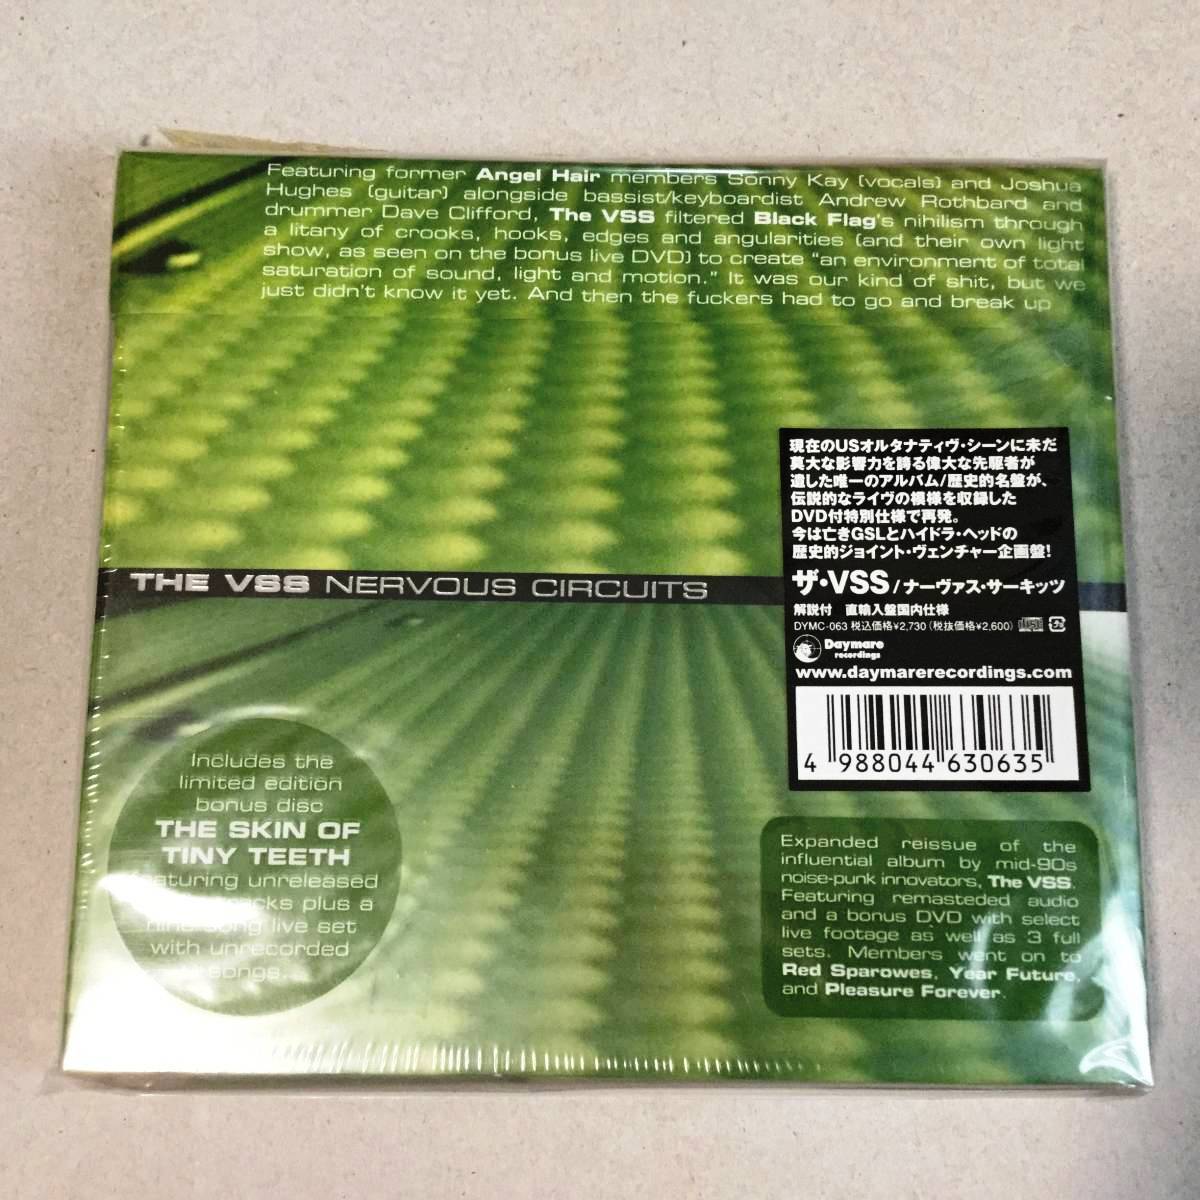 Featuring former Angel Hair members Sonny Kay (vocals) and Joshua
Hughes (guitar) alongside bassist/keyboardist Andrew Rothbard and
drummer Dave Clifford, The VSS filtered Black Flag's nihilism through
a litany of crooks, hooks, edges and angularities (and their own light
show, as seen on the bonus live DVD) to create "an environment of total
saturation of sound, light and motion." It was our kind of shit, but we
just didn't know it yet. And then the fuckers had to go and break up
現在のUSオルタナティヴ・シーンに未だ
莫大な影響力を誇る偉大な先駆者が
遺した唯一のアルバム/歴史的名盤が、
伝説的なライヴの模様を収録した
DVD付特別仕様で再発。
今は亡きGSLとハイドラ・ヘッドの
歴史的ジョイント・ヴェンチャー企画盤!
ザ・VSS/ナーヴァス・サーキッツ
解説付 直輸入盤国内仕様
DYMC-063 税込価格¥2,730(税抜価格¥2,600)
Daymare
recordings
www.daymarerecordings.com
4 988044 630635
THE VSS NERVOUS CIRCUITS
Includes the
limited edition
bonus disc
THE SKIN OF
TINY TEETH
featuring unreleased
tracks plus a
nine song live set
with unrecorded
songs...
Expanded reissue of the
influential album by mid-90s
noise-punk innovators, The VSS.
Featuring remasteded audio
and a bonus DVD with select
live footage as well as 3 full
sets. Members went on to
Red Sparowes, Year Future,
and Pleasure Forever.